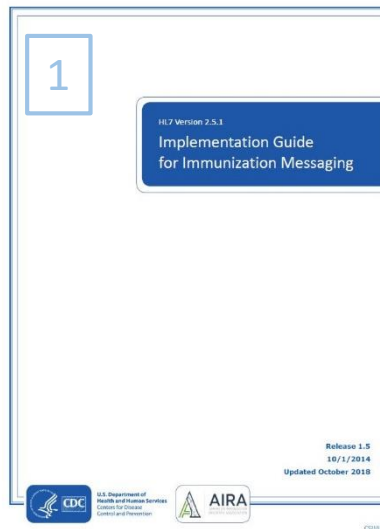 1
HL7 Version 2.5.1
Implementation Guide
for Immunization Messaging
Release 1.5
10/1/2014
Updated October 2018
CDC
U.S. Department of
Health and Human Services
Centers for Disease
Control and Prevention
AIRA